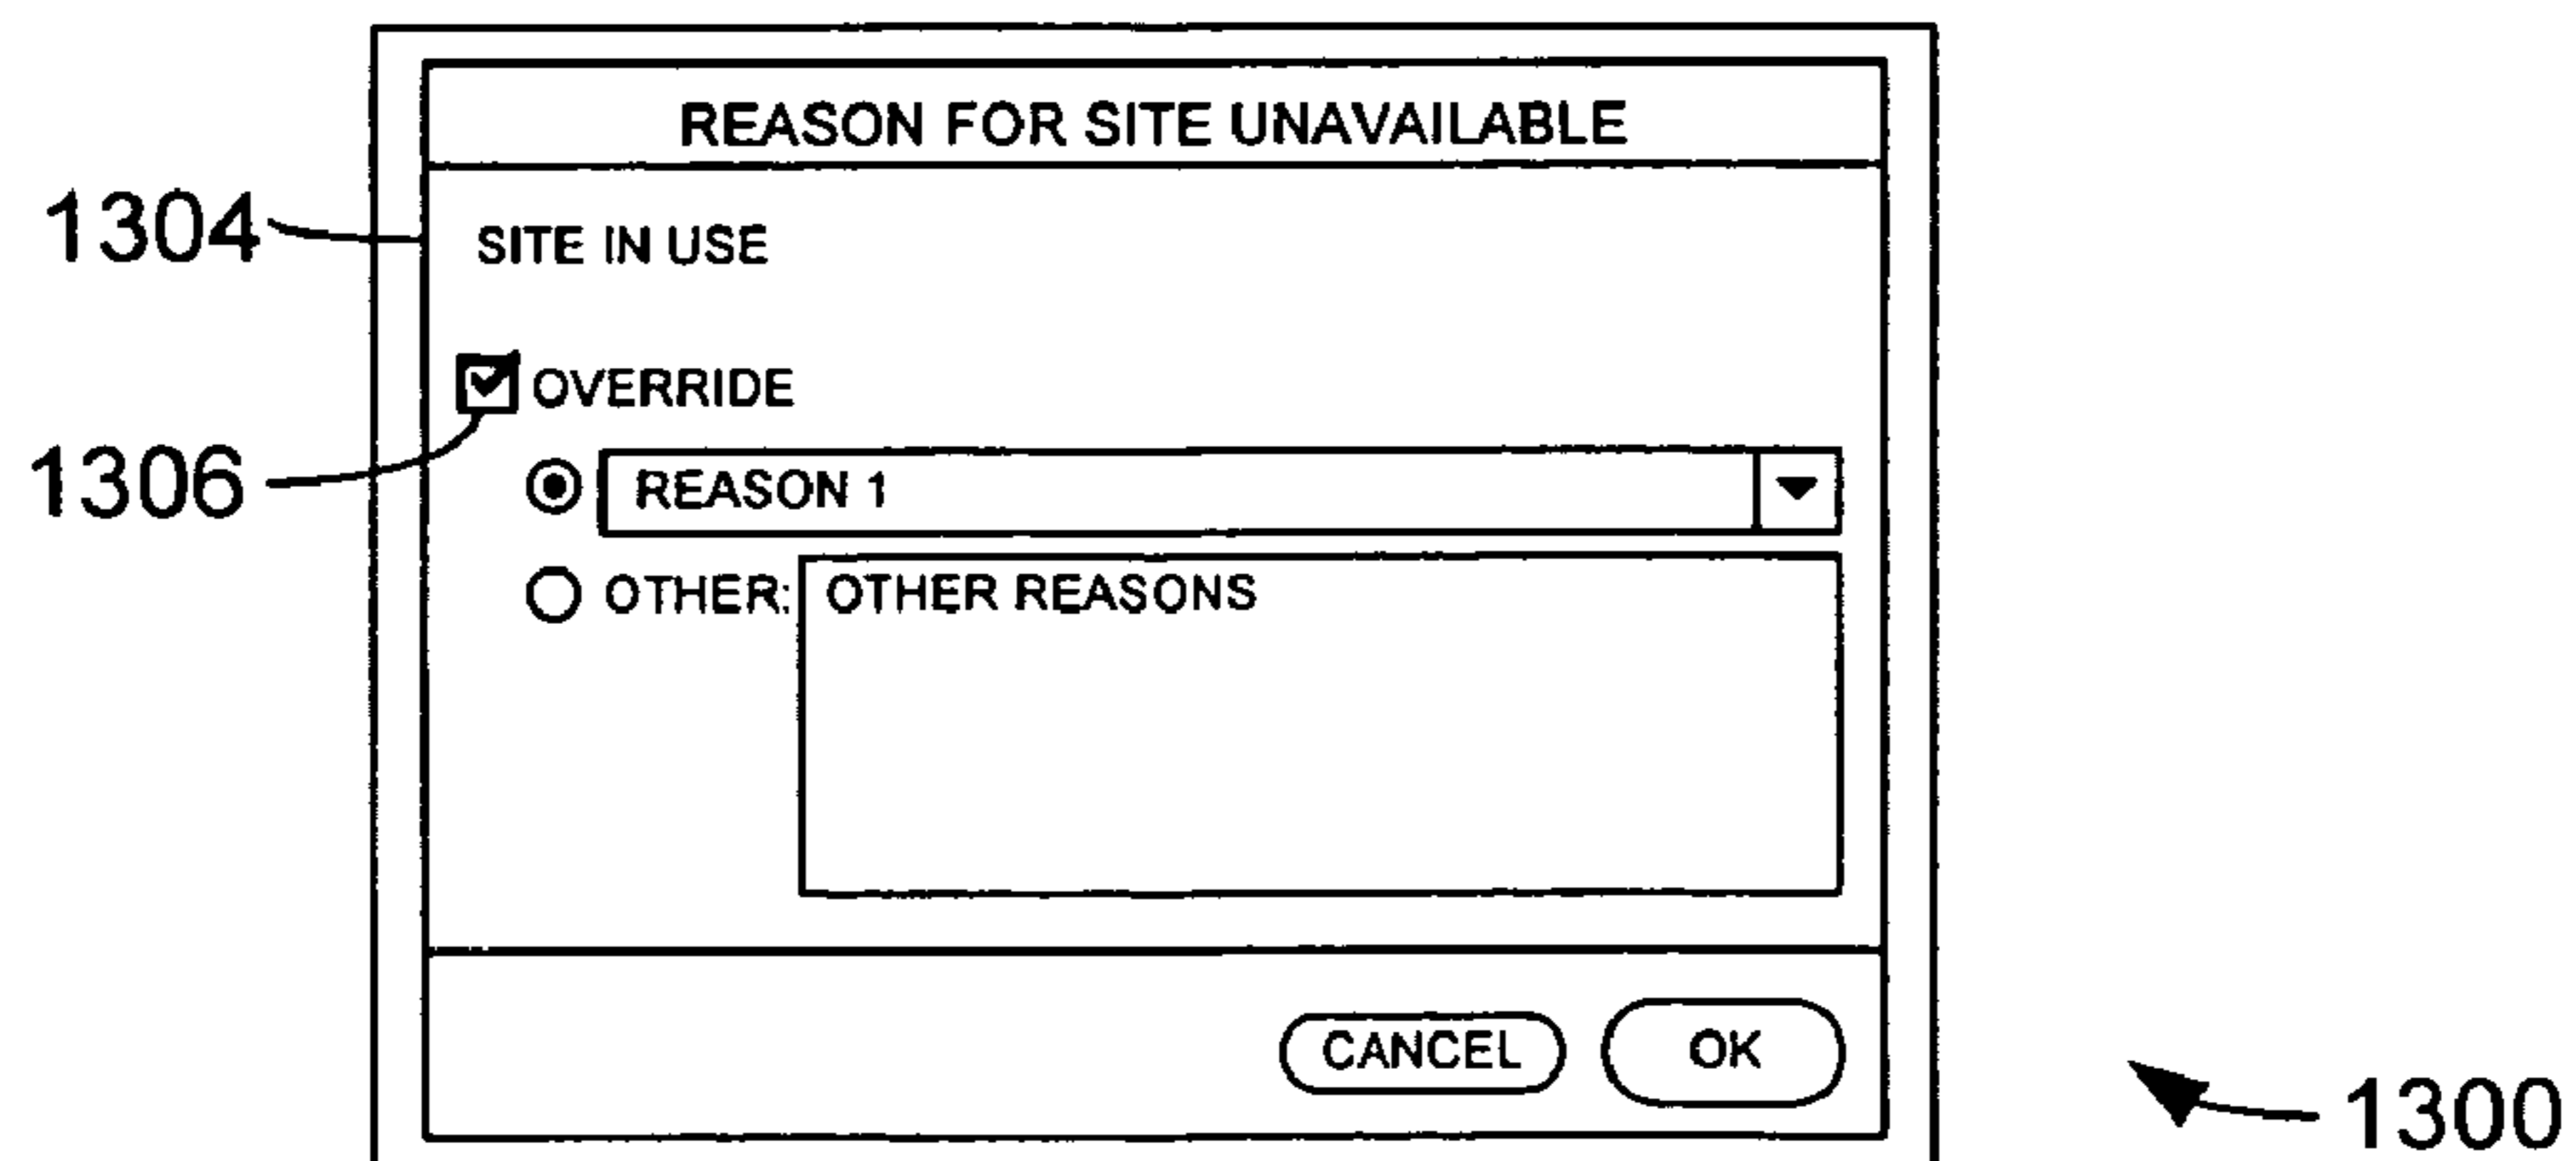 REASON FOR SITE UNAVAILABLE
1304
SITE IN USE
OVERRIDE
1306
REASON 1
OTHER: OTHER REASONS
CANCEL OK
1300